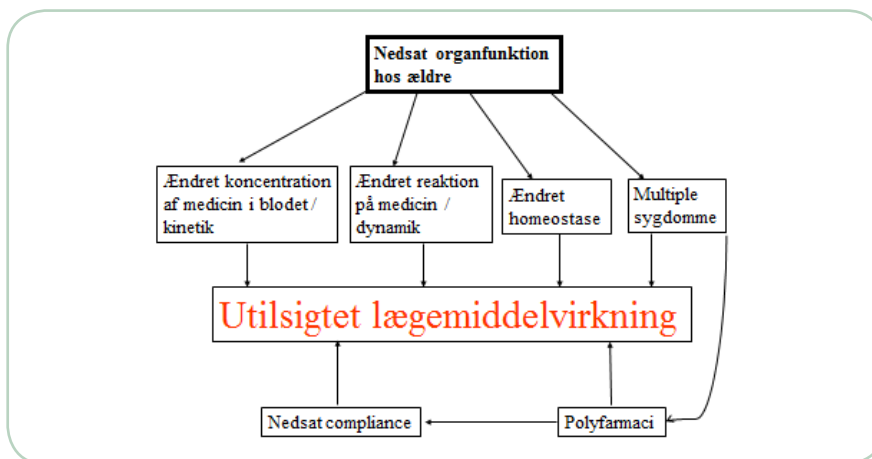 Nedsat organfunktion
hos ældre
Ændret koncentration
af medicin i blodet /
kinetik
Ændret reaktion
på medicin /
dynamik
Ændret
homeostase
Multiple
sygdomme
Utilsigtet lægemiddelvirkning
Nedsat compliance
Polyfarmaci